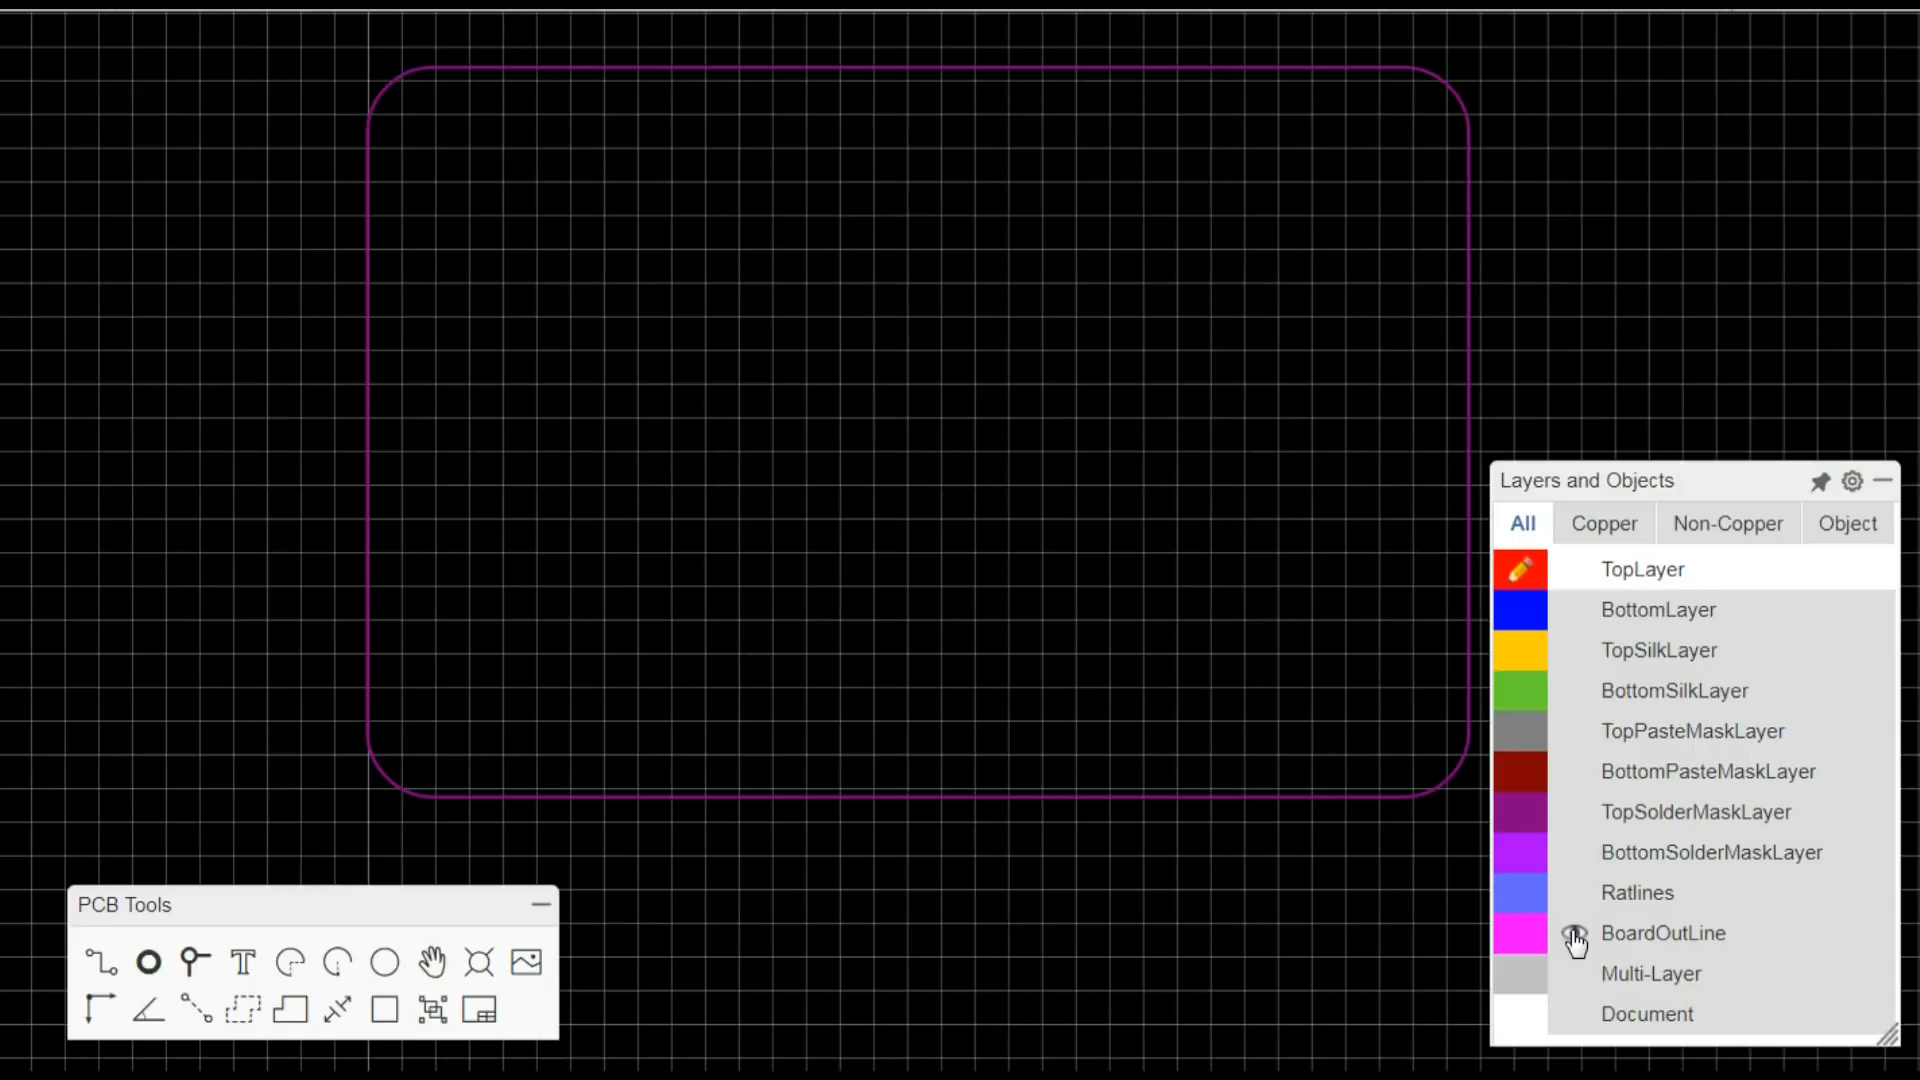 Layers and Objects
All Copper Non-Copper Object
TopLayer
BottomLayer
TopSilkLayer
BottomSilkLayer
TopPasteMaskLayer
BottomPasteMaskLayer
TopSolderMaskLayer
BottomSolderMaskLayer
Ratlines
BoardOutLine
Multi-Layer
Document
PCB Tools